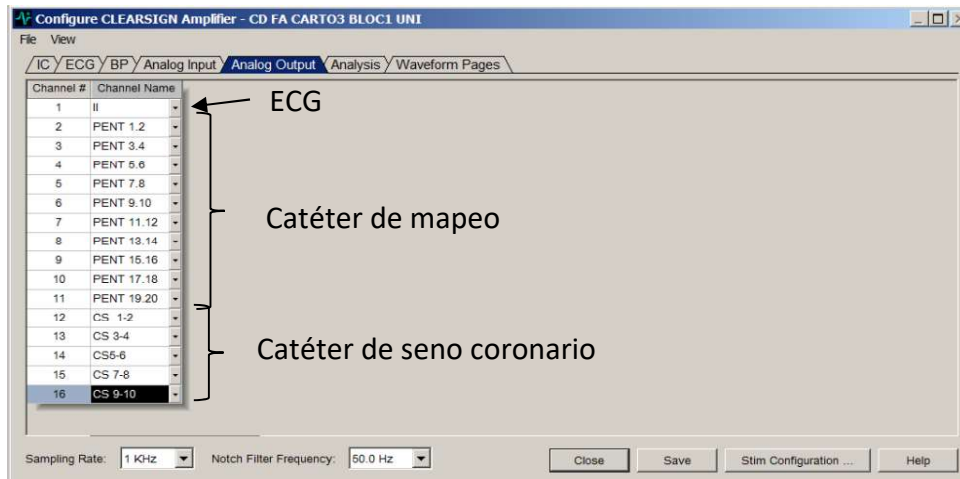 Configure CLEARSIGN Amplifier - CD FA CARTO3 BLOC1 UNI
File View
IC ECG BP Analog Input Analog Output Analysis Waveform Pages
Channel # Channel Name
1 II
ECG
2 PENT 1.2
3 PENT 3.4
4 PENT 5.6
5 PENT 7.8
6 PENT 9.10
7 PENT 11.12
8 PENT 13.14
9 PENT 15.16
10 PENT 17.18
11 PENT 19.20
Catéter de mapeo
12 CS 1-2
13 CS 3-4
14 CS5-6
15 CS 7-8
16 CS 9-10
Catéter de seno coronario
Sampling Rate: 1 KHz Notch Filter Frequency: 50.0 Hz Close Save Stim Configuration ... Help